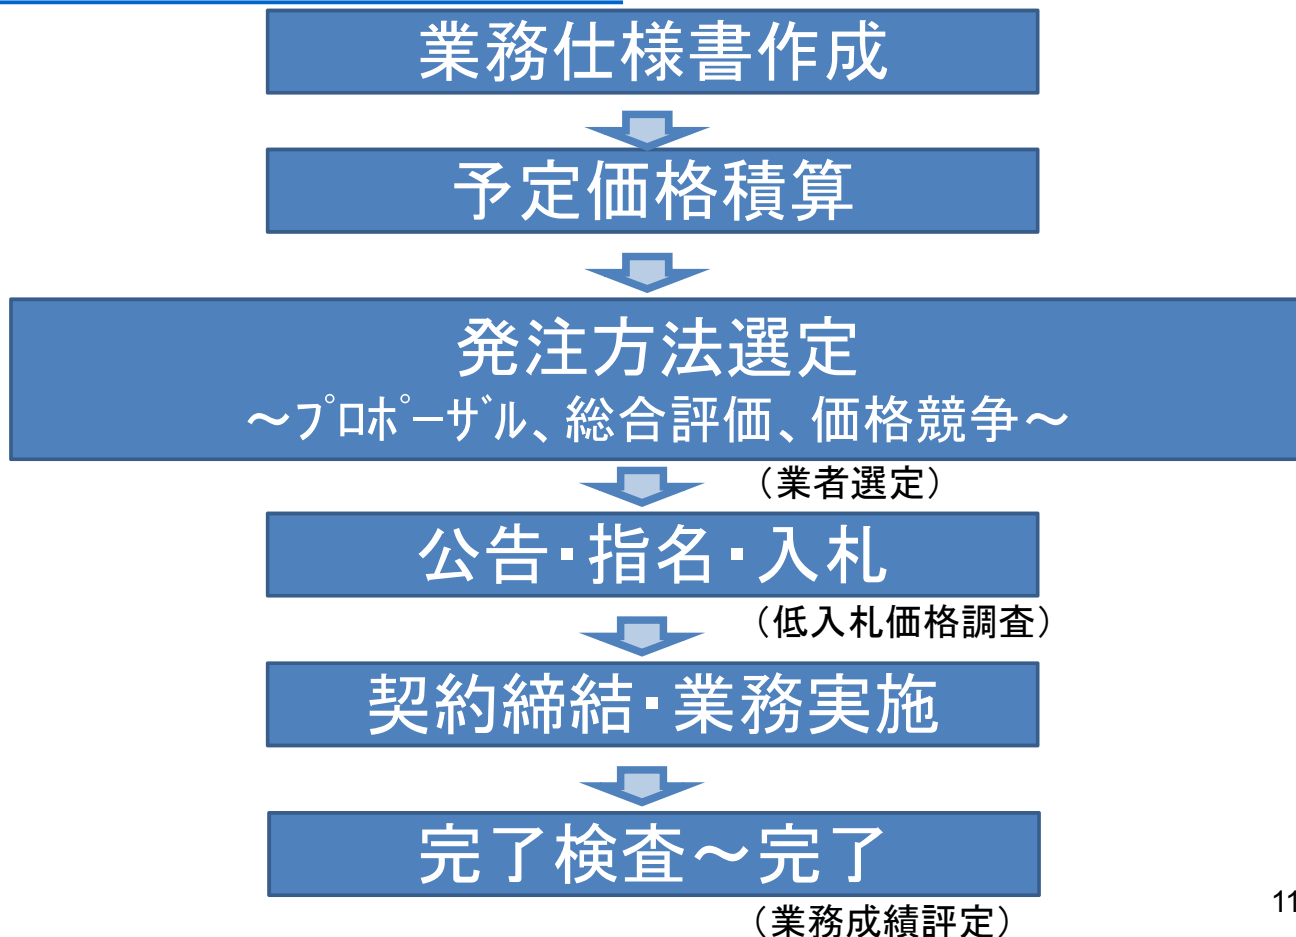 業務仕様書作成
予定価格積算
発注方法選定
～ﾌﾟﾛﾎﾟｰｻﾞﾙ、総合評価、価格競争～
（業者選定）
公告・指名・入札
（低入札価格調査）
契約締結・業務実施
完了検査～完了
（業務成績評定）
11